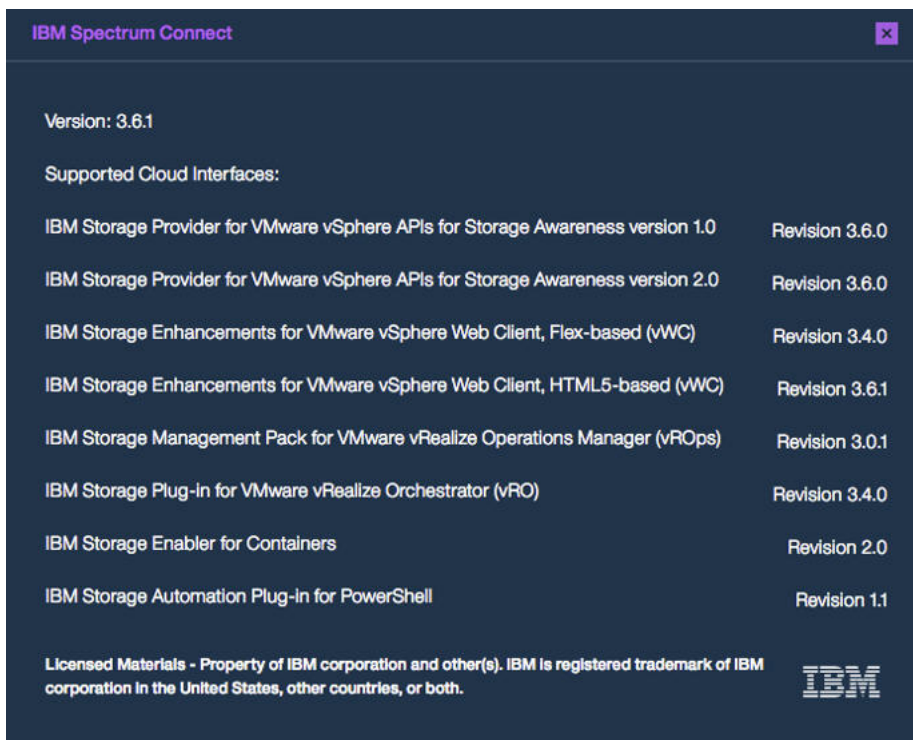 IBM Spectrum Connect
Version: 3.6.1
Supported Cloud Interfaces:
IBM Storage Provider for VMware vSphere APIs for Storage Awareness version 1.0 Revision 3.6.0
IBM Storage Provider for VMware vSphere APIs for Storage Awareness version 2.0 Revision 3.6.0
IBM Storage Enhancements for VMware vSphere Web Client, Flex-based (vWC) Revision 3.4.0
IBM Storage Enhancements for VMware vSphere Web Client, HTML5-based (vWC) Revision 3.6.1
IBM Storage Management Pack for VMware vRealize Operations Manager (vROps) Revision 3.0.1
IBM Storage Plug-in for VMware vRealize Orchestrator (vRO) Revision 3.4.0
IBM Storage Enabler for Containers Revision 2.0
IBM Storage Automation Plug-in for PowerShell Revision 1.1
Licensed Materials - Property of IBM corporation and other(s). IBM is registered trademark of IBM
corporation in the United States, other countries, or both.
IBM